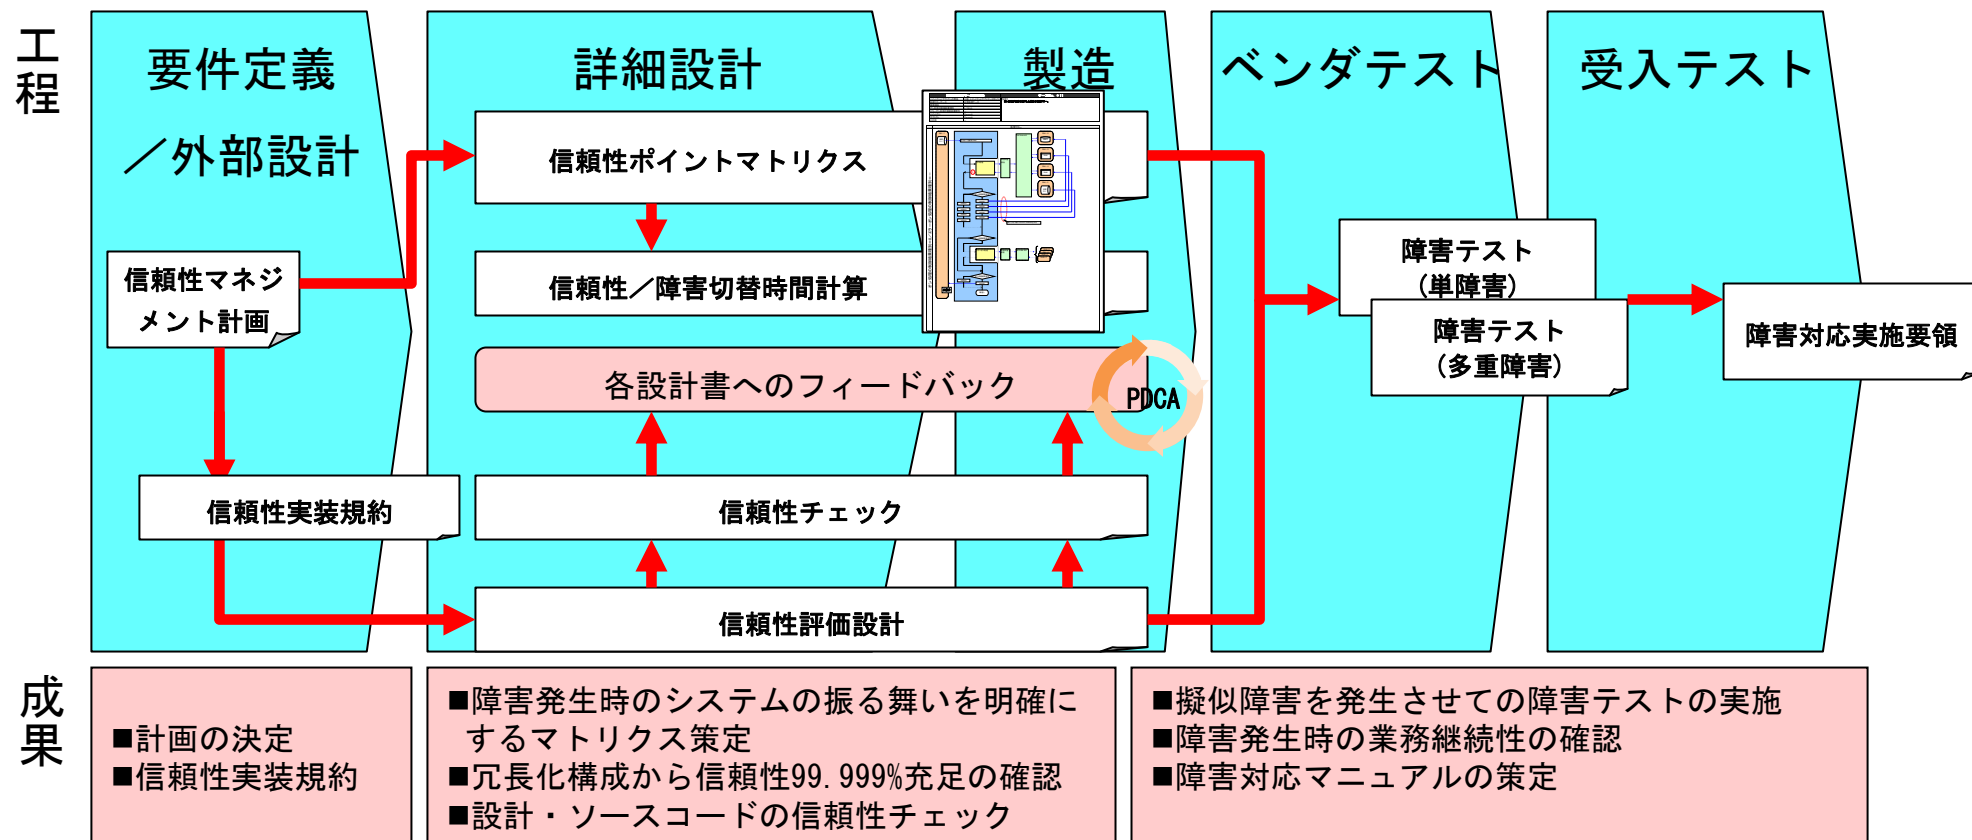 工程
要件定義
／外部設計
詳細設計
製造
ベンダテスト
受入テスト
信頼性マネジ
メント計画
信頼性実装規約
信頼性ポイントマトリクス
信頼性／障害切替時間計算
各設計書へのフィードバック
PDCA
信頼性チェック
信頼性評価設計
障害テスト
(単障害)
障害テスト
(多重障害)
障害対応実施要領
成果
■計画の決定
■信頼性実装規約
■障害発生時のシステムの振る舞いを明確に
するマトリクス策定
■冗長化構成から信頼性99.999%充足の確認
■設計・ソースコードの信頼性チェック
■擬似障害を発生させての障害テストの実施
■障害発生時の業務継続性の確認
■障害対応マニュアルの策定